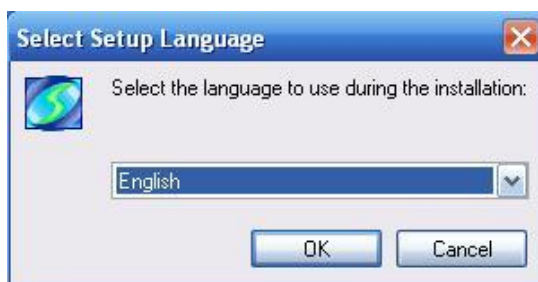 Select Setup Language
Select the language to use during the installation:
English
OK
Cancel